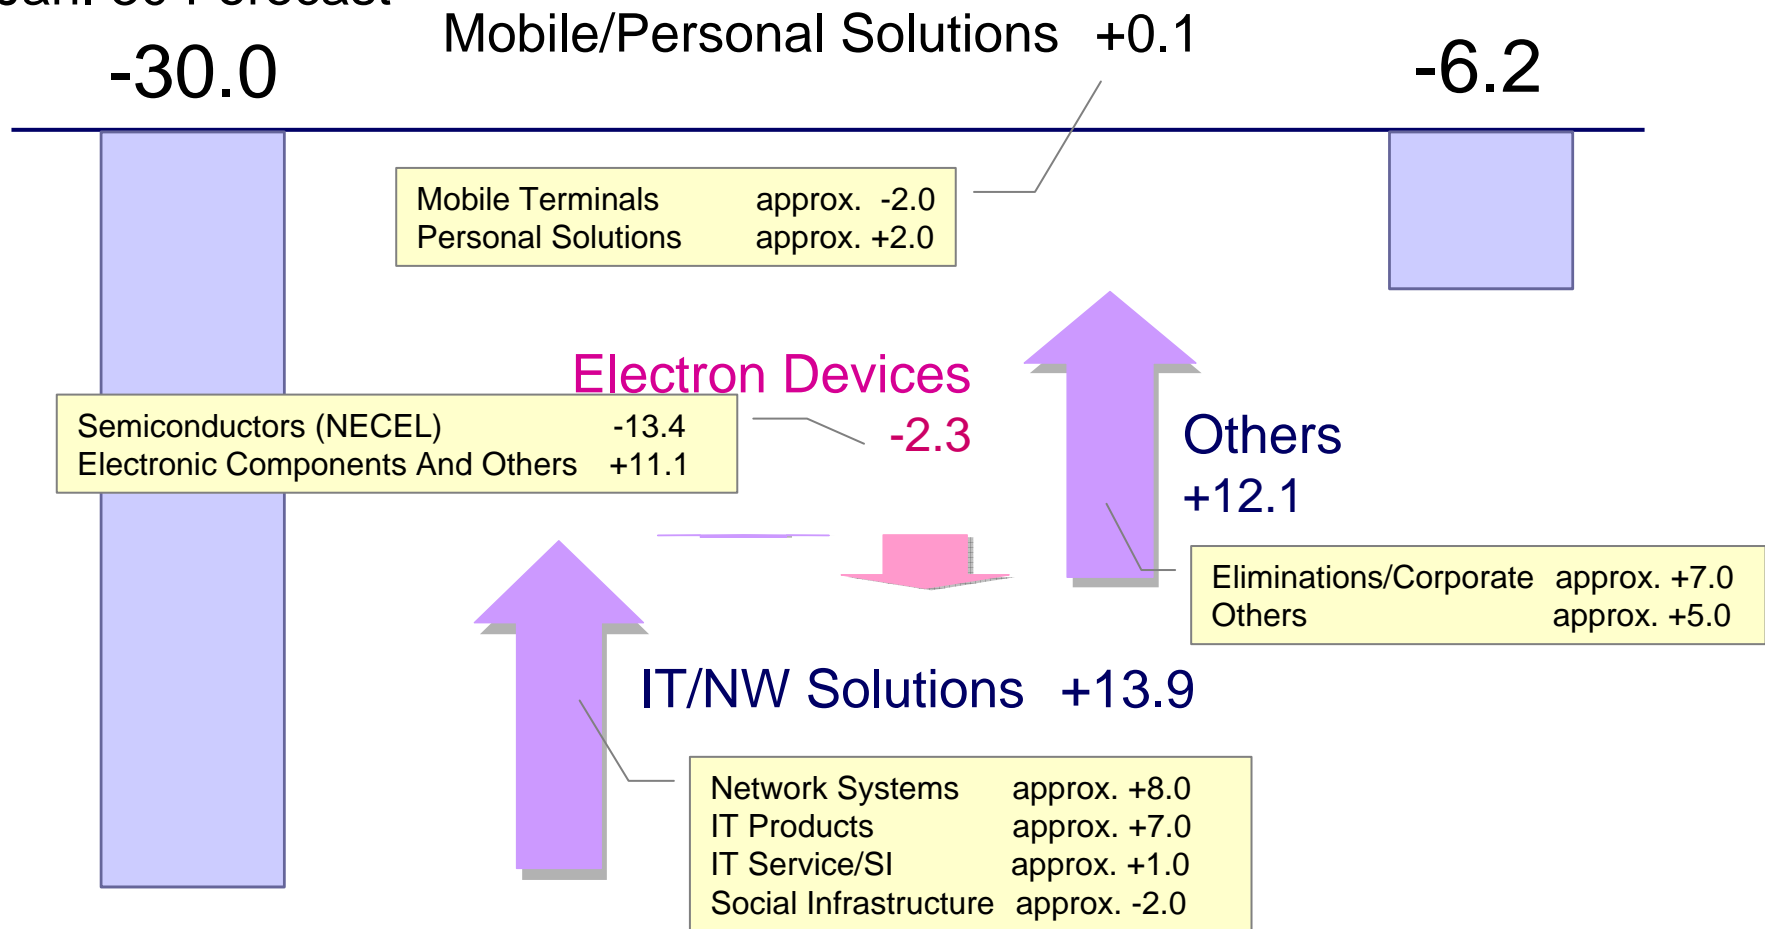 Jan. 30 Forecast
Mobile/Personal Solutions +0.1
-30.0
-6.2
Mobile Terminals approx. -2.0
Personal Solutions approx. +2.0
Electron Devices
-2.3
Semiconductors (NECEL) -13.4
Electronic Components And Others +11.1
Others
+12.1
Eliminations/Corporate approx. +7.0
Others approx. +5.0
IT/NW Solutions +13.9
Network Systems approx. +8.0
IT Products approx. +7.0
IT Service/SI approx. +1.0
Social Infrastructure approx. -2.0